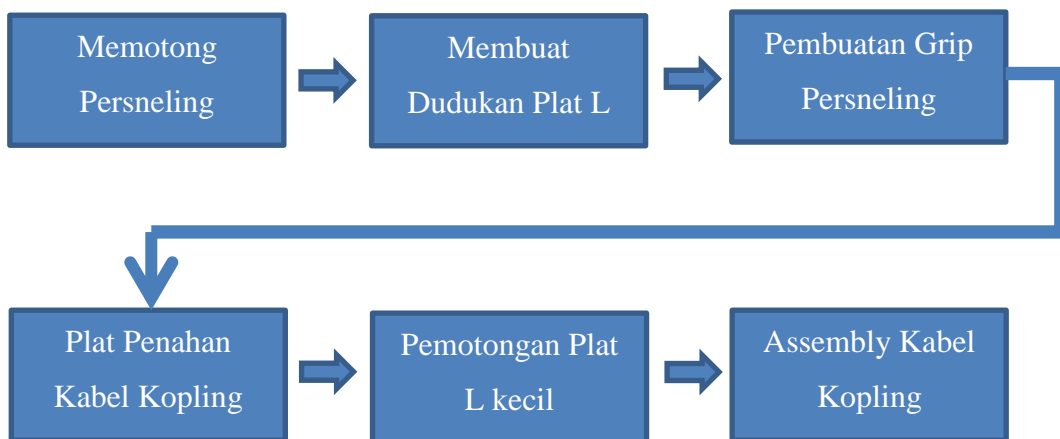 Memotong
Persneling
Membuat
Dudukan Plat L
Pembuatan Grip
Persneling
Plat Penahan
Kabel Kopling
Pemotongan Plat
L kecil
Assembly Kabel
Kopling